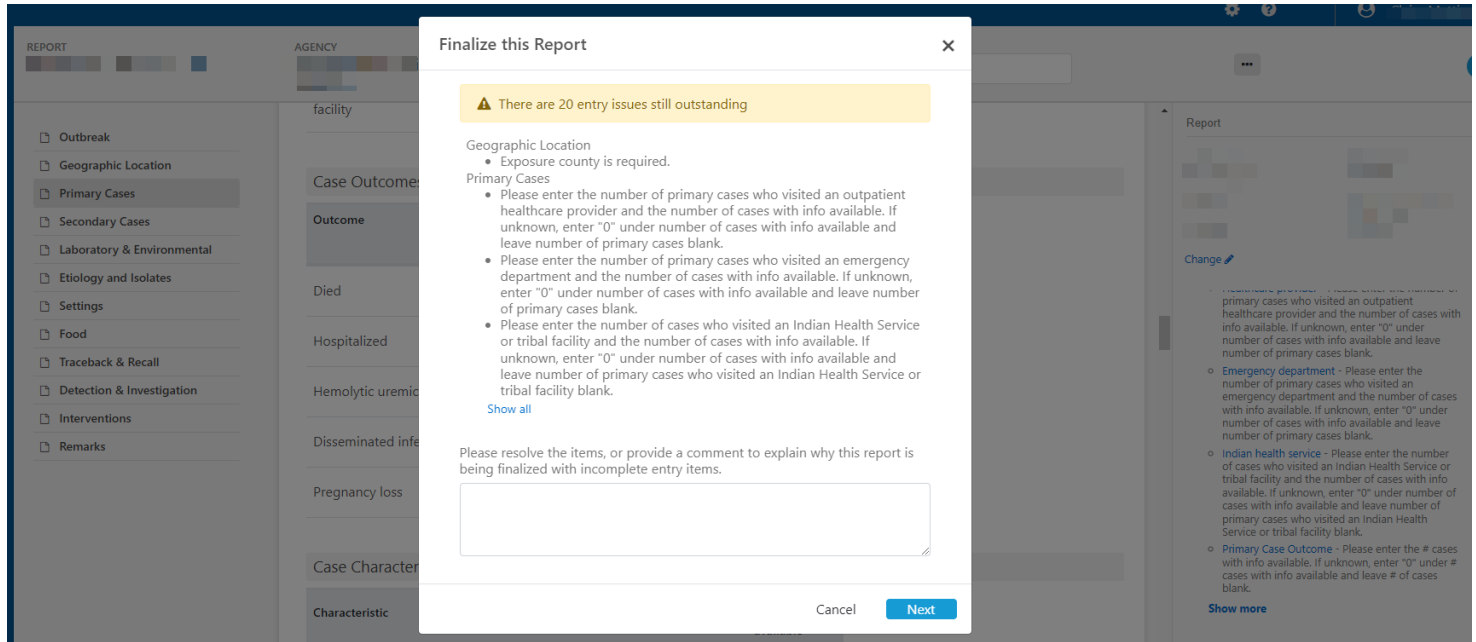 REPORT
AGENCY
Outbreak
Geographic Location
Primary Cases
Secondary Cases
Laboratory & Environmental
Etiology and Isolates
Settings
Food
Traceback & Recall
Detection & Investigation
Interventions
Remarks
facility
Case Outcomes
Outcome
Died
Hospitalized
Hemolytic uremic
Disseminated infe
Pregnancy loss
Case Character
Characteristic
Finalize this Report
There are 20 entry issues still outstanding
Geographic Location
• Exposure county is required.
Primary Cases
• Please enter the number of primary cases who visited an outpatient
healthcare provider and the number of cases with info available. If
unknown, enter "0" under number of cases with info available and
leave number of primary cases blank.
• Please enter the number of primary cases who visited an emergency
department and the number of cases with info available. If unknown,
enter "0" under number of cases with info available and leave number
of primary cases blank.
• Please enter the number of cases who visited an Indian Health Service
or tribal facility and the number of cases with info available. If
unknown, enter "0" under number of cases with info available and
leave number of primary cases who visited an Indian Health Service or
tribal facility blank.
Show all
Please resolve the items, or provide a comment to explain why this report is
being finalized with incomplete entry items.
Cancel
Next
Report
Change
primary cases who visited an outpatient
healthcare provider and the number of cases with
info available. If unknown, enter "0" under
number of cases with info available and leave
number of primary cases blank.
Emergency department - Please enter the
number of primary cases who visited an
emergency department and the number of cases
with info available. If unknown, enter "0" under
number of cases with info available and leave
number of primary cases blank.
Indian health service - Please enter the number
of cases who visited an Indian Health Service or
tribal facility and the number of cases with info
available. If unknown, enter "0" under number of
cases with info available and leave number of
primary cases who visited an Indian Health
Service or tribal facility blank.
Primary Case Outcome - Please enter the # cases
with info available. If unknown, enter "0" under #
cases with info available and leave # of cases
blank.
Show more